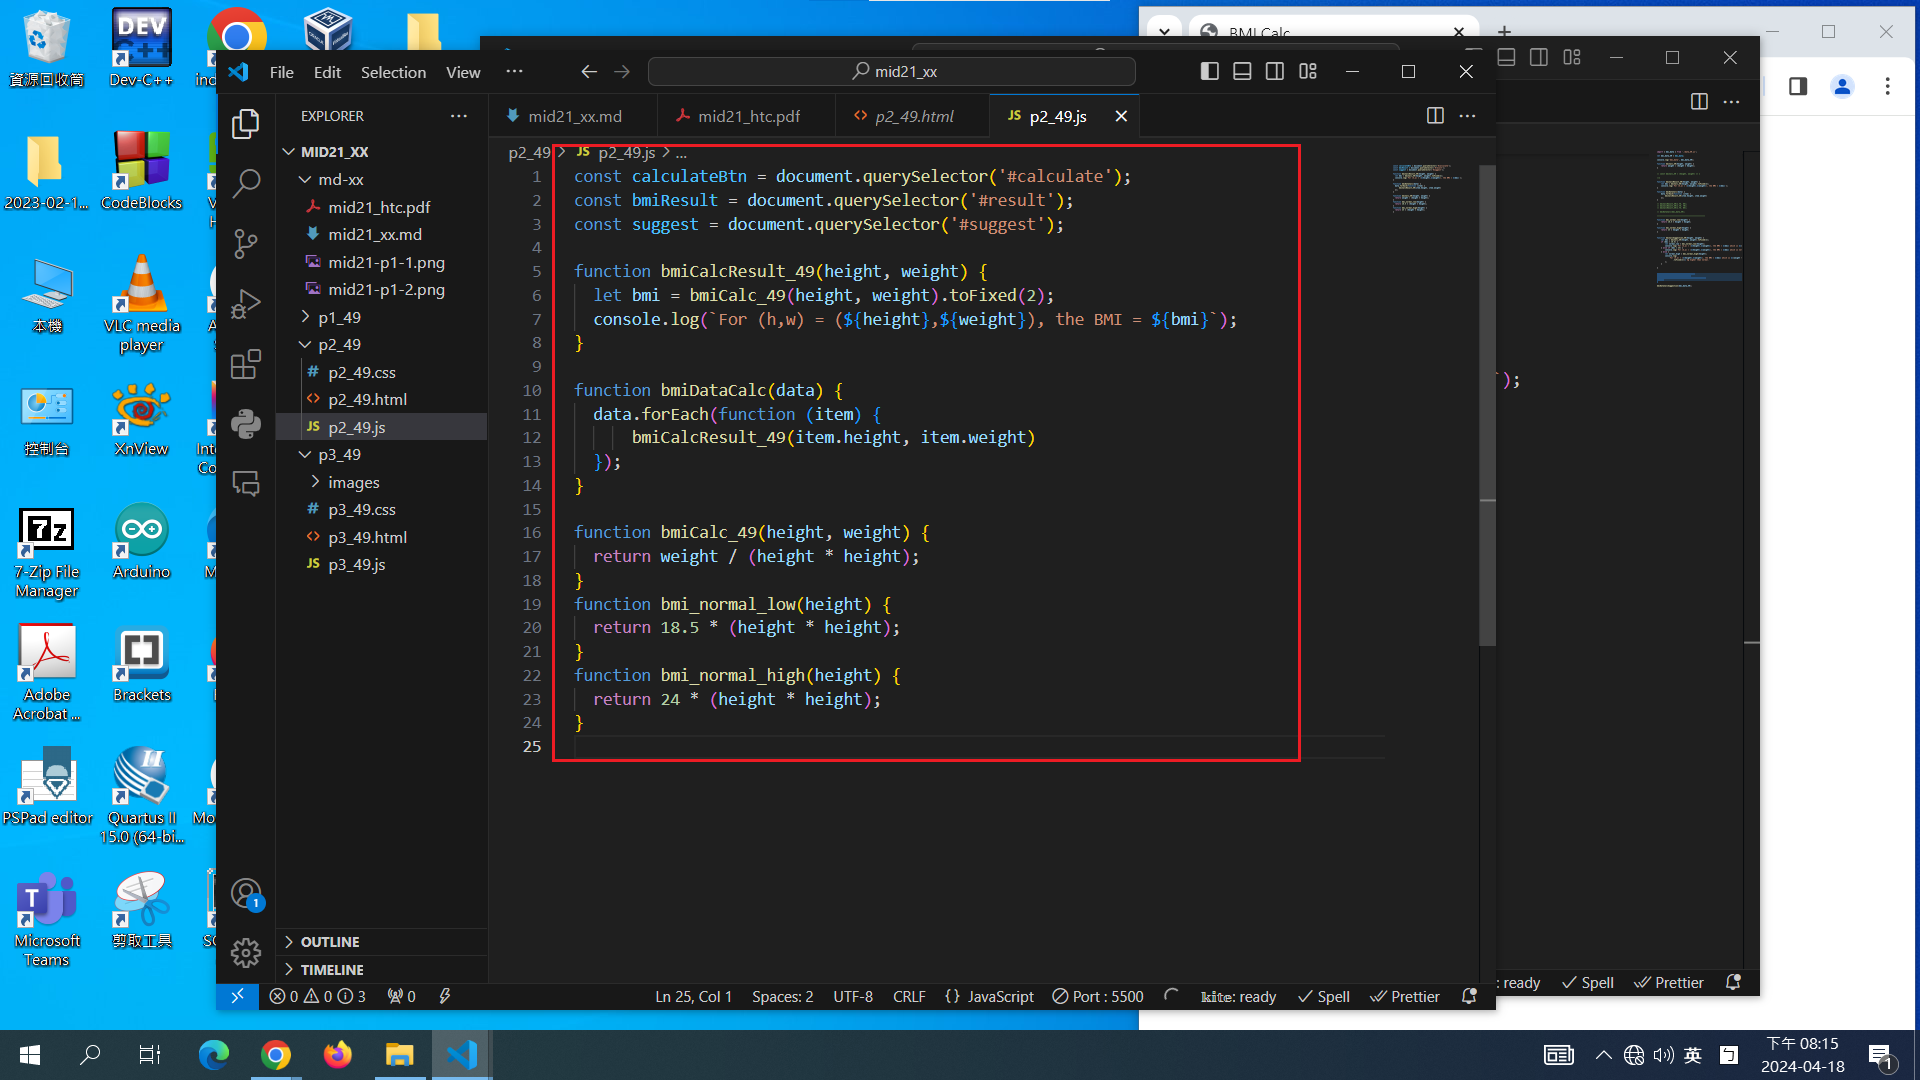 資源回收筒
Dev-C++
2023-02-1...
CodeBlocks
本機
VLC media
player
控制台
XnView
7-Zip File
Manager
Arduino
Adobe
Acrobat ...
Brackets
PSPad editor
Quartus II
15.0 (64-bi...
Microsoft
Teams
剪取工具
BMI Calc
File Edit Selection View ...
mid21_xx
EXPLORER
MID21_XX
md-xx
mid21_htc.pdf
mid21_xx.md
mid21-p1-1.png
mid21-p1-2.png
p1_49
p2_49
p2_49.css
p2_49.html
JS p2_49.js
p3_49
images
p3_49.css
p3_49.html
JS p3_49.js
OUTLINE
TIMELINE
mid21_xx.md
mid21_htc.pdf
p2_49.html
JS p2_49.js
p2_49 > JS p2_49.js > ...
1 const calculateBtn = document.querySelector('#calculate');
2 const bmiResult = document.querySelector('#result');
3 const suggest = document.querySelector('#suggest');
4
5 function bmiCalcResult_49(height, weight) {
6 let bmi = bmiCalc_49(height, weight).toFixed(2);
7 console.log(`For (h,w) = (${height},${weight}), the BMI = ${bmi}`);
8 }
9
10 function bmiDataCalc(data) {
11 data.forEach(function (item) {
12 bmiCalcResult_49(item.height, item.weight)
13 });
14 }
15
16 function bmiCalc_49(height, weight) {
17 return weight / (height * height);
18 }
19 function bmi_normal_low(height) {
20 return 18.5 * (height * height);
21 }
22 function bmi_normal_high(height) {
23 return 24 * (height * height);
24 }
25
`);
0 0 3 0
Ln 25, Col 1 Spaces: 2 UTF-8 CRLF {} JavaScript Port : 5500 kite: ready Spell Prettier
: ready Spell Prettier
英
下午 08:15
2024-04-18
1